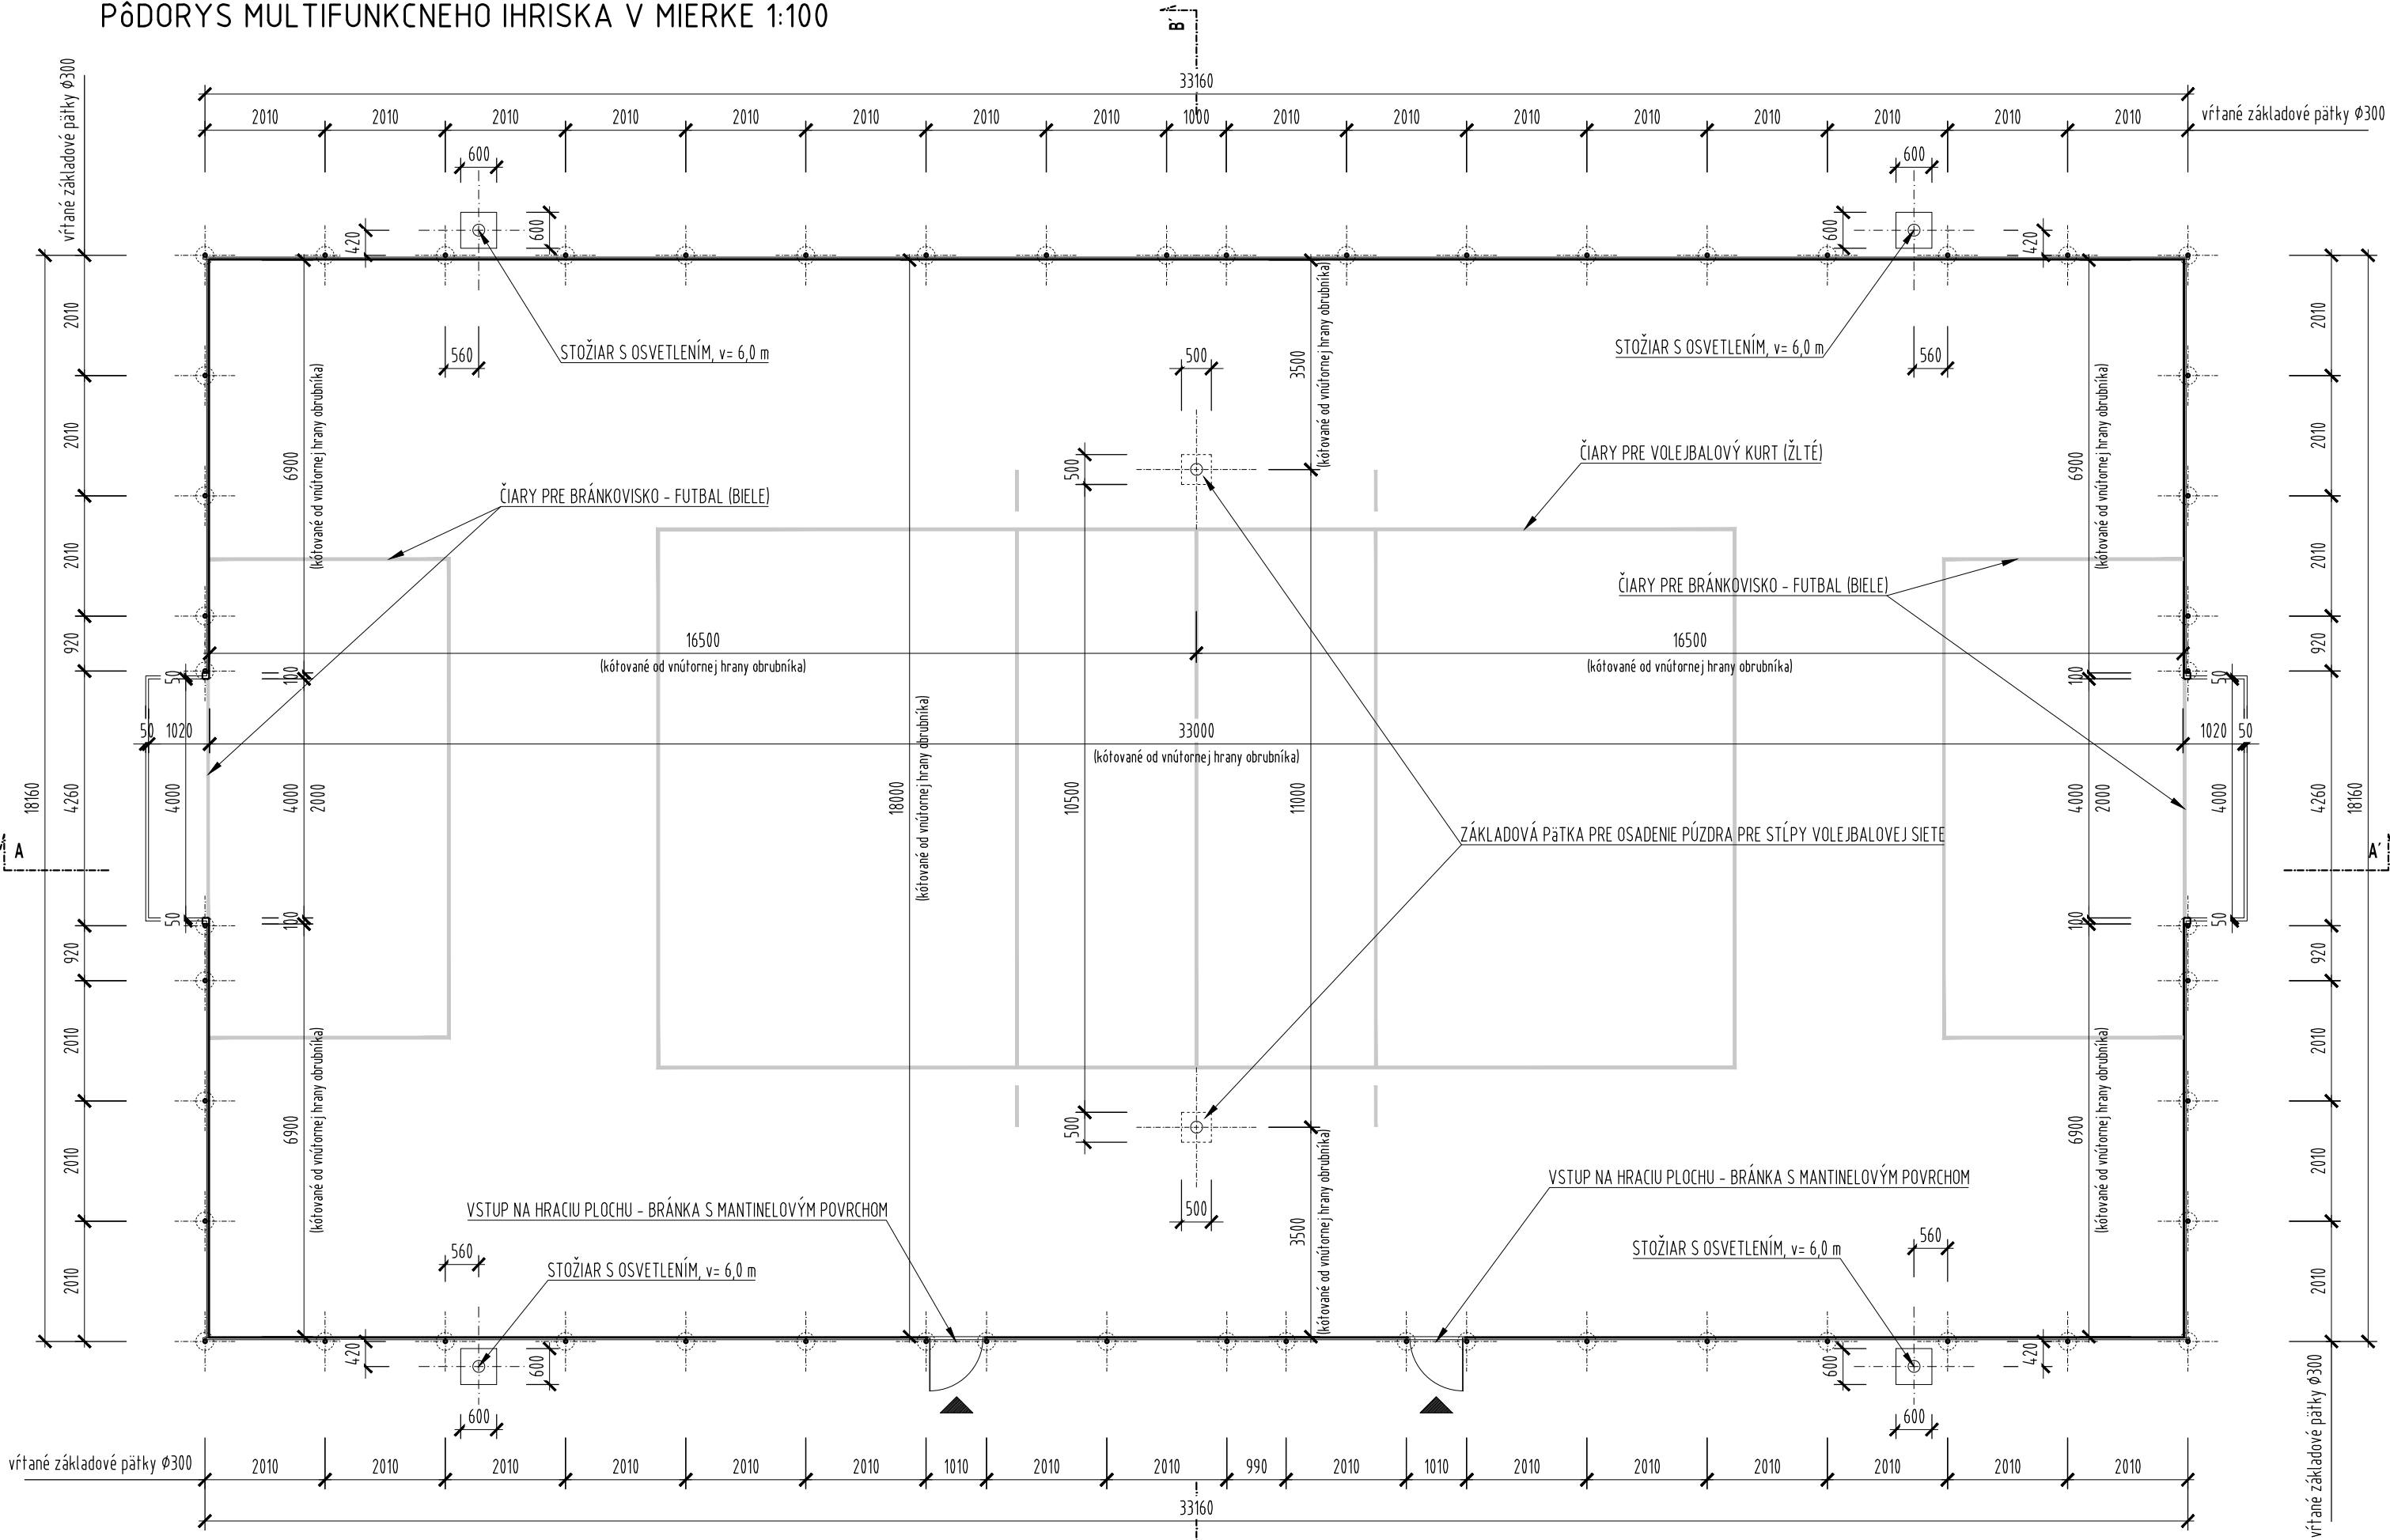 PôDORYS MULTIFUNKCNEHO IHRISKA V MIERKE 1:100
B'
33160
2010 2010 2010 2010 2010 2010 2010 2010 1000 2010 2010 2010 2010 2010 2010 2010 2010
vŕtané základové pätky Ø300
vŕtané základové pätky Ø300
600
600
420
600
600
420
STOŽIAR S OSVETLENÍM, v= 6,0 m
STOŽIAR S OSVETLENÍM, v= 6,0 m
560
500
560
2010
2010
2010
920
4260
920
2010
2010
2010
18160
6900
(kótované od vnútornej hrany obrubníka)
3500
(kótované od vnútornej hrany obrubníka)
6900
(kótované od vnútornej hrany obrubníka)
2010
2010
2010
920
4260
920
2010
2010
2010
18160
ČIARY PRE VOLEJBALOVÝ KURT (ŽLTÉ)
500
ČIARY PRE BRÁNKOVISKO - FUTBAL (BIELE)
ČIARY PRE BRÁNKOVISKO - FUTBAL (BIELE)
16500
(kótované od vnútornej hrany obrubníka)
16500
(kótované od vnútornej hrany obrubníka)
50
100
100
50
50 1020
33000
(kótované od vnútornej hrany obrubníka)
1020 50
4000
4000
2000
18000
(kótované od vnútornej hrany obrubníka)
10500
11000
4000
2000
4000
ZÁKLADOVÁ PäTKA PRE OSADENIE PÚZDRA PRE STĹPY VOLEJBALOVEJ SIETE
A
A'
50
100
100
50
6900
(kótované od vnútornej hrany obrubníka)
500
500
3500
(kótované od vnútornej hrany obrubníka)
6900
(kótované od vnútornej hrany obrubníka)
VSTUP NA HRACIU PLOCHU - BRÁNKA S MANTINELOVÝM POVRCHOM
VSTUP NA HRACIU PLOCHU - BRÁNKA S MANTINELOVÝM POVRCHOM
560
560
STOŽIAR S OSVETLENÍM, v= 6,0 m
STOŽIAR S OSVETLENÍM, v= 6,0 m
420
600
600
420
600
600
vŕtané základové pätky Ø300
vŕtané základové pätky Ø300
2010 2010 2010 2010 2010 2010 1010 2010 2010 990 2010 1010 2010 2010 2010 2010 2010 2010
33160